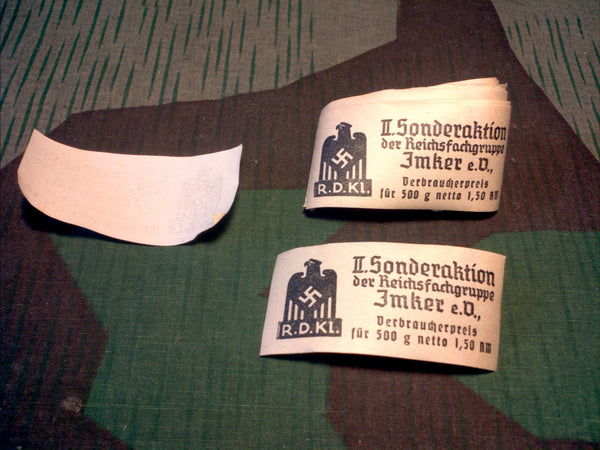 II. Sonderaktion
der Reichsfachgruppe
Imker e.V.,
Verbraucherpreis
für 500 g netto 1,50 RM
R.D.Kl.
II. Sonderaktion
der Reichsfachgruppe
Imker e.V.,
Verbraucherpreis
für 500 g netto 1,50 RM
R.D.Kl.